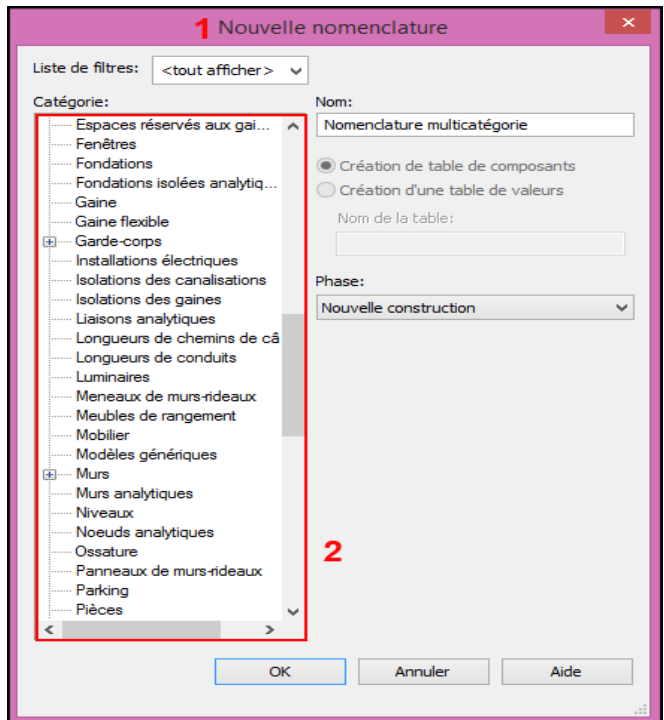 1 Nouvelle nomenclature
Liste de filtres: <tout afficher>
Catégorie:
Espaces réservés aux gai...
Fenêtres
Fondations
Fondations isolées analytiq...
Gaine
Gaine flexible
Garde-corps
Installations électriques
Isolations des canalisations
Isolations des gaines
Liaisons analytiques
Longueurs de chemins de câ
Longueurs de conduits
Luminaires
Meneaux de murs-rideaux
Meubles de rangement
Mobilier
Modèles génériques
Murs
Murs analytiques
Niveaux
Noeuds analytiques
Ossature
Panneaux de murs-rideaux
Parking
Pièces
2
Nom:
Nomenclature multicatégorie
Création de table de composants
Création d'une table de valeurs
Nom de la table:
Phase:
Nouvelle construction
OK Annuler Aide